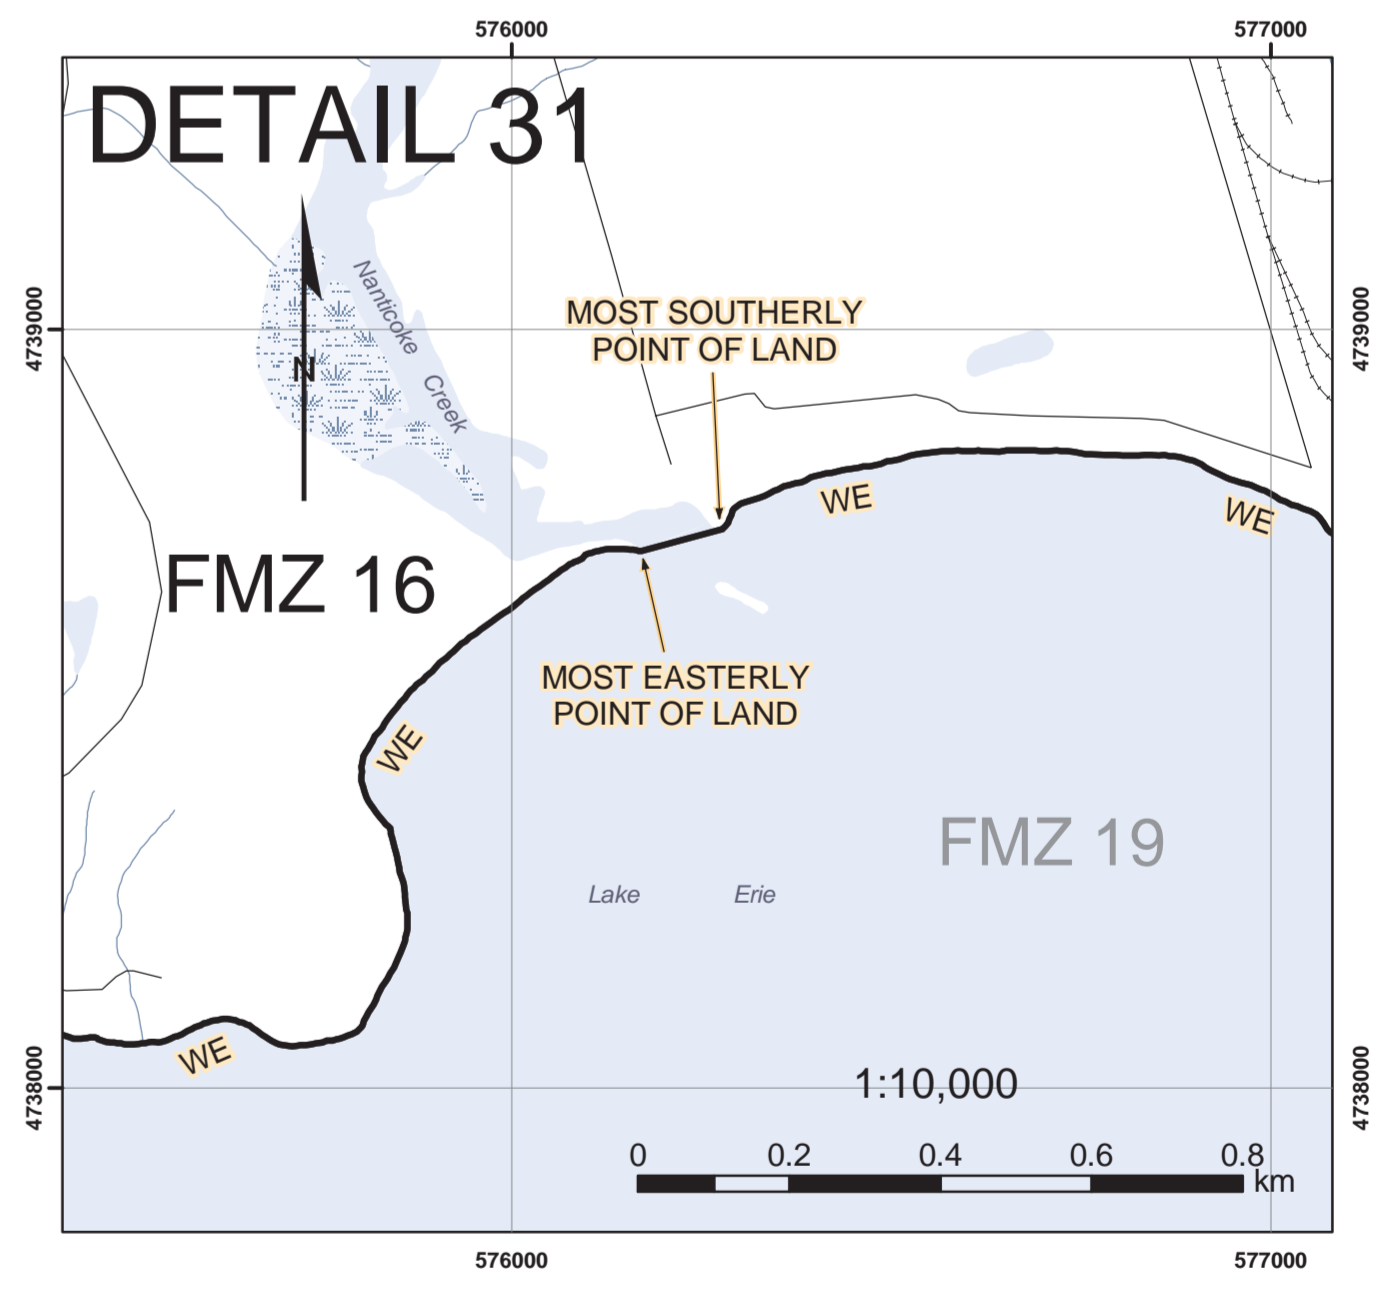 576000
577000
DETAIL 31
Nanticoke
Creek
N
4739000
4739000
MOST SOUTHERLY
POINT OF LAND
WE
WE
FMZ 16
MOST EASTERLY
POINT OF LAND
WE
FMZ 19
Lake Erie
WE
4738000
4738000
1:10,000
0 0.2 0.4 0.6 0.8
km
576000
577000